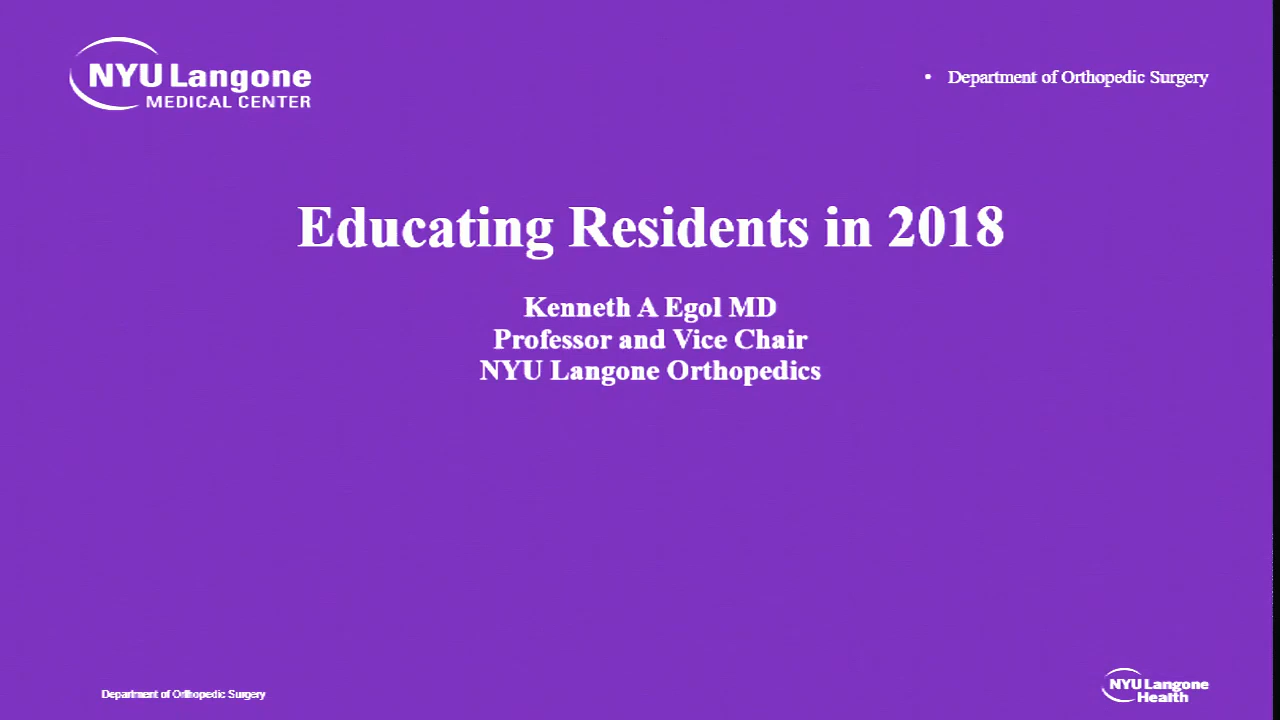 NYU Langone
MEDICAL CENTER
• Department of Orthopedic Surgery
Educating Residents in 2018
Kenneth A Egol MD
Professor and Vice Chair
NYU Langone Orthopedics
Department of Orthopedic Surgery
NYU Langone
Health